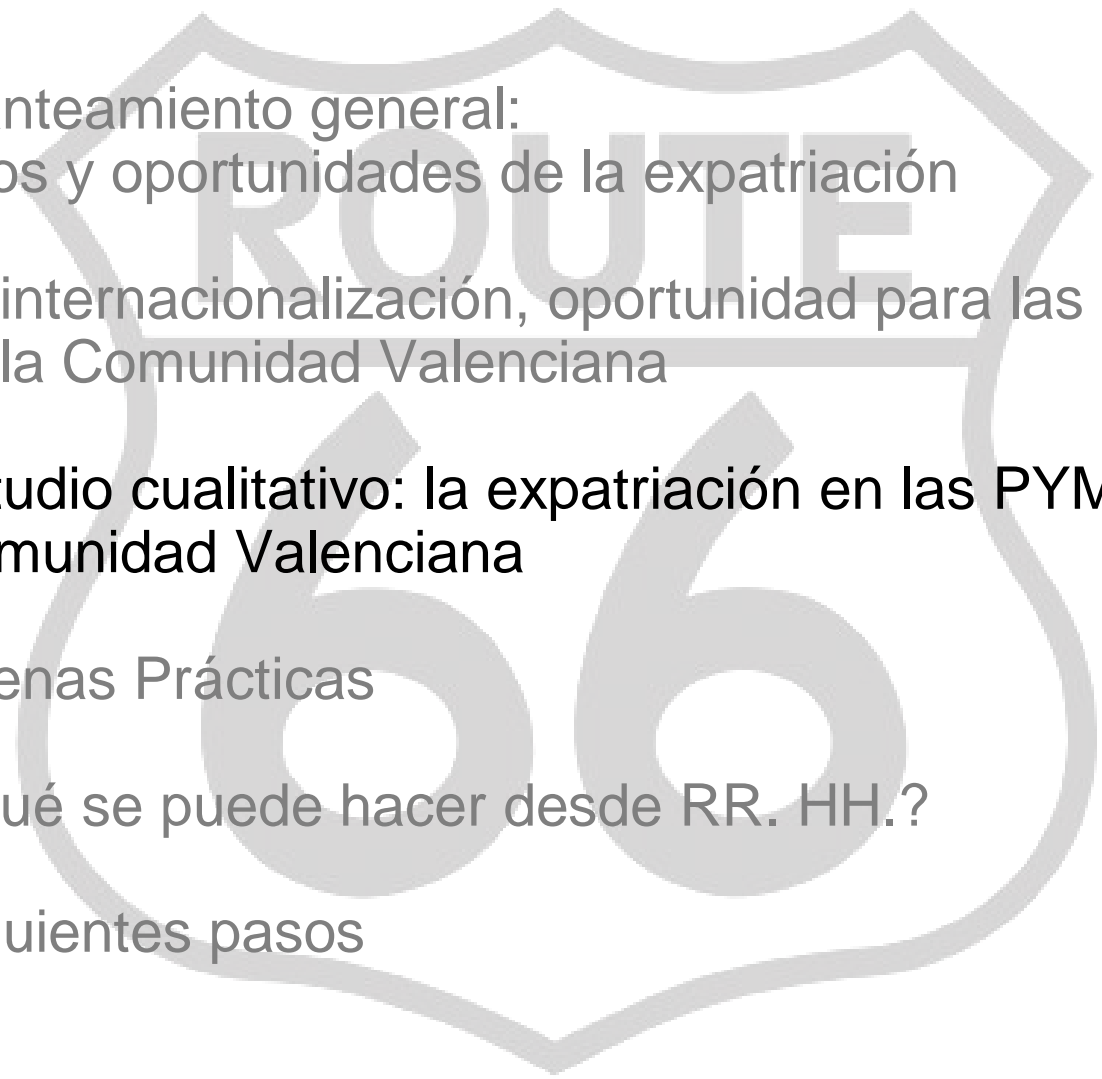 ROUTE
66
nteamiento general:
os y oportunidades de la expatriación
internacionalización, oportunidad para las
la Comunidad Valenciana
tudio cualitativo: la expatriación en las PYM
munidad Valenciana
enas Prácticas
ué se puede hacer desde RR. HH.?
uientes pasos